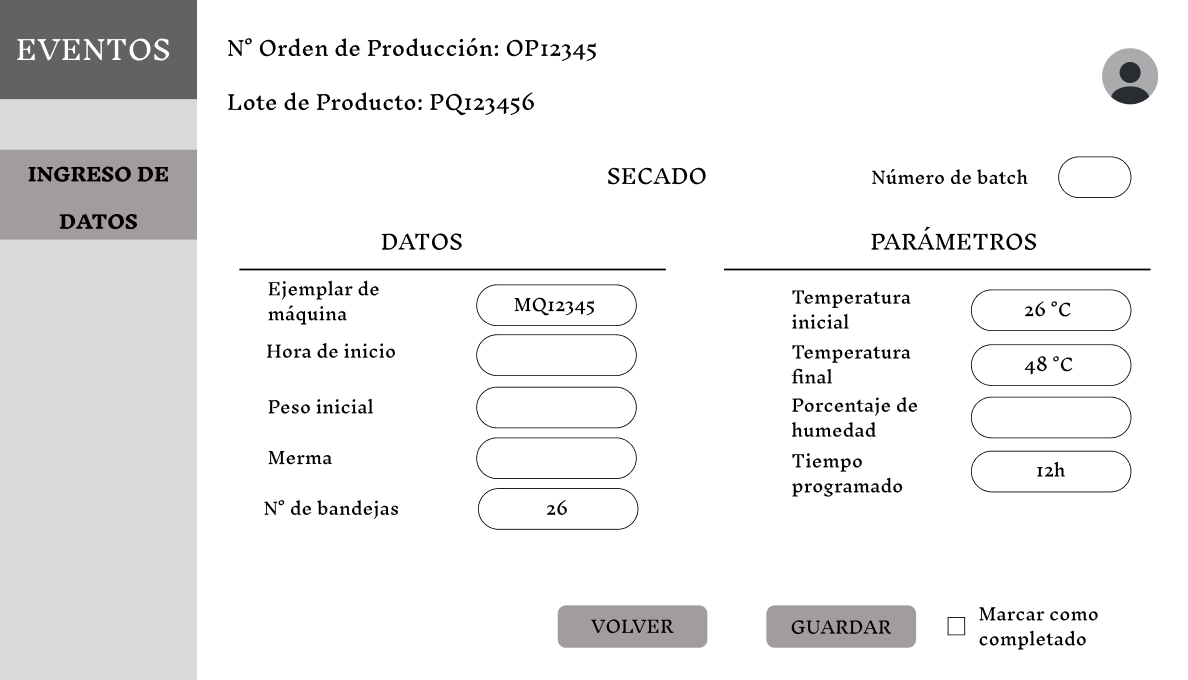 EVENTOS
N° Orden de Producción: OP12345
Lote de Producto: PQ123456
INGRESO DE
DATOS
SECADO
Número de batch
DATOS
Ejemplar de
máquina
MQ12345
Hora de inicio
Peso inicial
Merma
N° de bandejas
26
PARÁMETROS
Temperatura
inicial
26 °C
Temperatura
final
48 °C
Porcentaje de
humedad
Tiempo
programado
12h
VOLVER
GUARDAR
Marcar como
completado